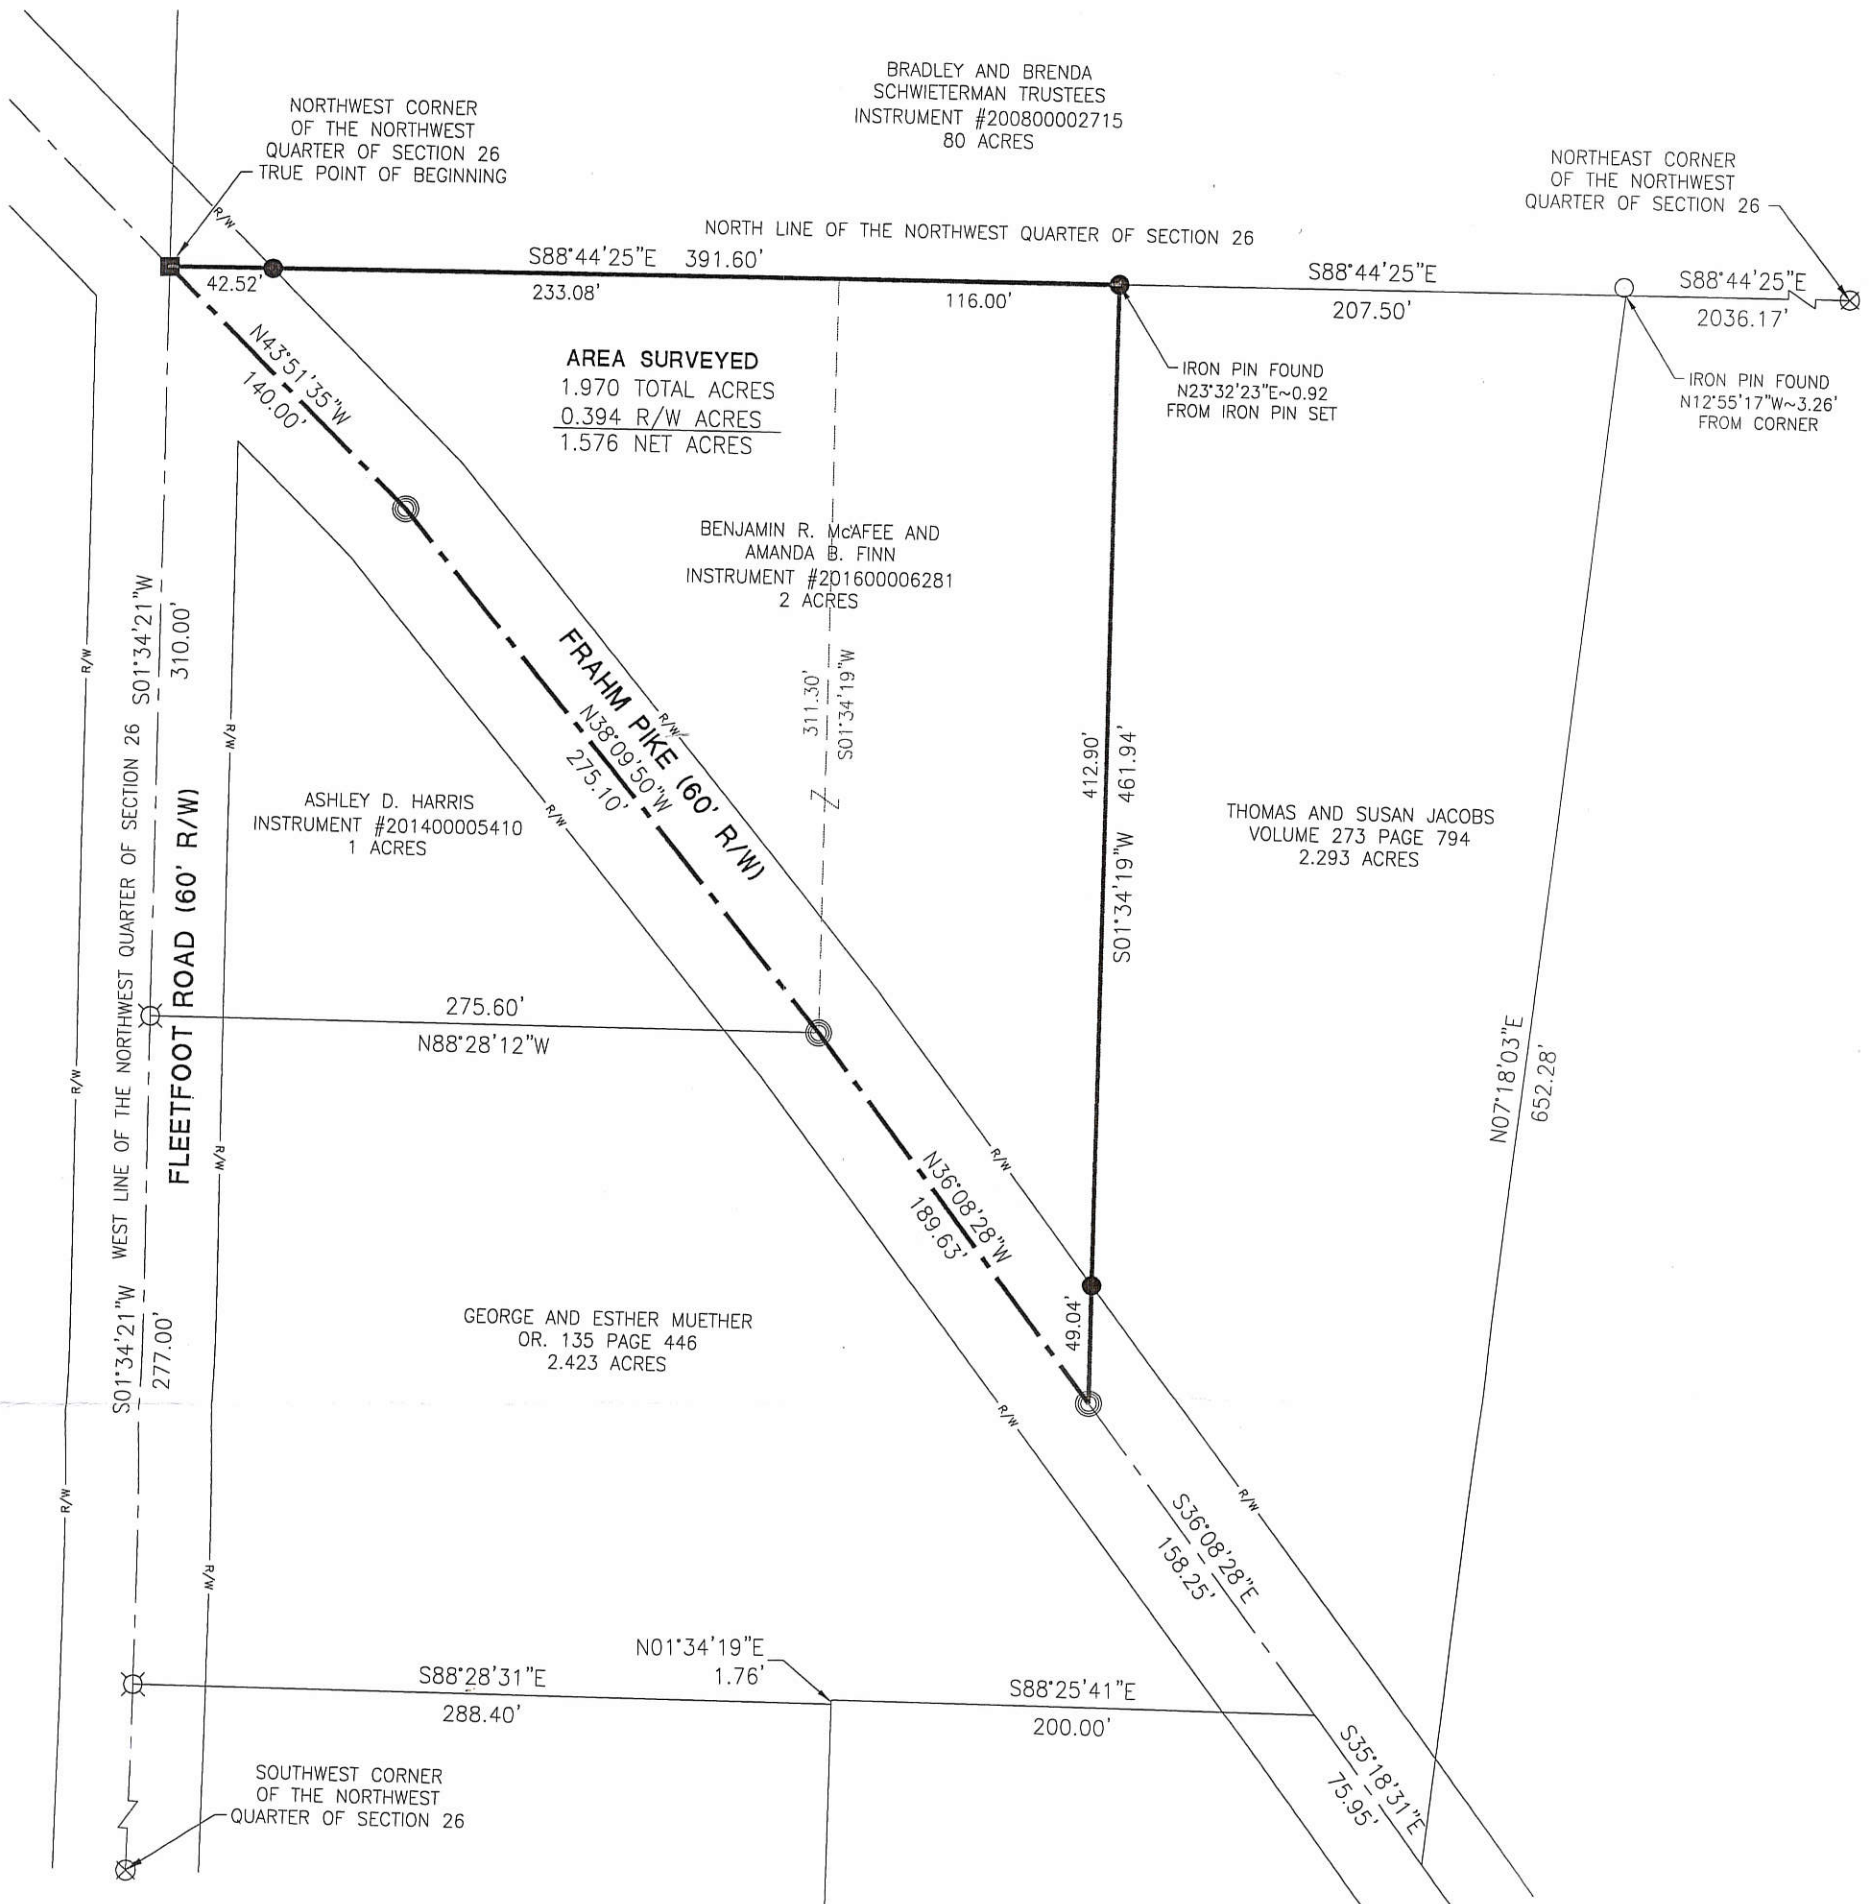 BRADLEY AND BRENDA
SCHWIETERMAN TRUSTEES
INSTRUMENT #200800002715
80 ACRES
NORTHWEST CORNER
OF THE NORTHWEST
QUARTER OF SECTION 26
TRUE POINT OF BEGINNING
NORTHEAST CORNER
OF THE NORTHWEST
QUARTER OF SECTION 26
R/W
NORTH LINE OF THE NORTHWEST QUARTER OF SECTION 26
S88°44'25"E 391.60'
42.52'
233.08'
116.00'
S88°44'25"E
207.50'
S88°44'25"E
2036.17'
IRON PIN FOUND
N23°32'23"E~0.92
FROM IRON PIN SET
IRON PIN FOUND
N12°55'17"W~3.26'
FROM CORNER
N43°51'35"W
140.00'
AREA SURVEYED
1.970 TOTAL ACRES
0.394 R/W ACRES
1.576 NET ACRES
BENJAMIN R. McAFEE AND
AMANDA B. FINN
INSTRUMENT #201600006281
2 ACRES
S01°34'21"W
310.00'
R/W
R/W
FRAHM PIKE (60' R/W)
R/W
N38°09'50"W
275.10'
311.30'
S01°34'19"W
412.90'
S01°34'19"W 461.94'
ASHLEY D. HARRIS
INSTRUMENT #201400005410
1 ACRES
R/W
THOMAS AND SUSAN JACOBS
VOLUME 273 PAGE 794
2.293 ACRES
WEST LINE OF THE NORTHWEST QUARTER OF SECTION 26
FLEETFOOT ROAD (60' R/W)
275.60'
N88°28'12"W
R/W
R/W
R/W
N07°18'03"E
652.28'
N36°08'28"W
189.63'
49.04'
S01°34'21"W
277.00'
GEORGE AND ESTHER MUETHER
OR. 135 PAGE 446
2.423 ACRES
R/W
R/W
R/W
R/W
S36°08'28"E
158.25'
N01°34'19"E
1.76'
S88°28'31"E
288.40'
S88°25'41"E
200.00'
S35°18'31"E
75.95'
SOUTHWEST CORNER
OF THE NORTHWEST
QUARTER OF SECTION 26